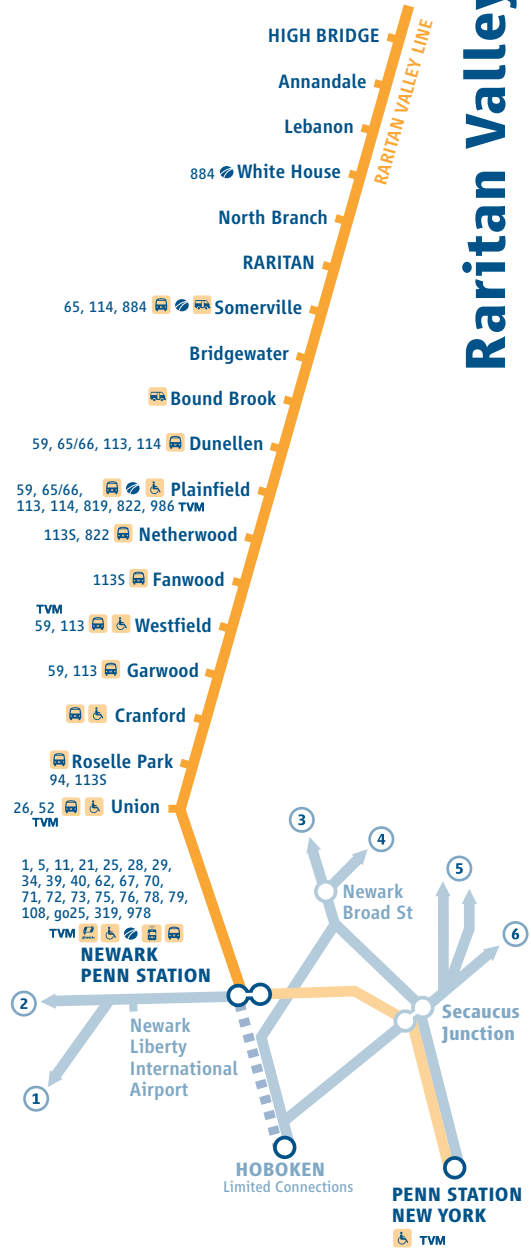 Raritan Valley
RARITAN VALLEY LINE
HIGH BRIDGE
Annandale
Lebanon
884 White House
North Branch
RARITAN
65, 114, 884 Somerville
Bridgewater
Bound Brook
59, 65/66, 113, 114 Dunellen
59, 65/66, Plainfield
113, 114, 819, 822, 986 TVM
113S, 822 Netherwood
113S Fanwood
TVM
59, 113 Westfield
59, 113 Garwood
Cranford
Roselle Park
94, 113S
26, 52 Union
TVM
1, 5, 11, 21, 25, 28, 29,
34, 39, 40, 62, 67, 70,
71, 72, 73, 75, 76, 78, 79,
108, go25, 319, 978
TVM
NEWARK
PENN STATION
3
4
5
6
Newark
Broad St
2
1
Newark
Liberty
International
Airport
Secaucus
Junction
HOBOKEN
Limited Connections
PENN STATION
NEW YORK
TVM